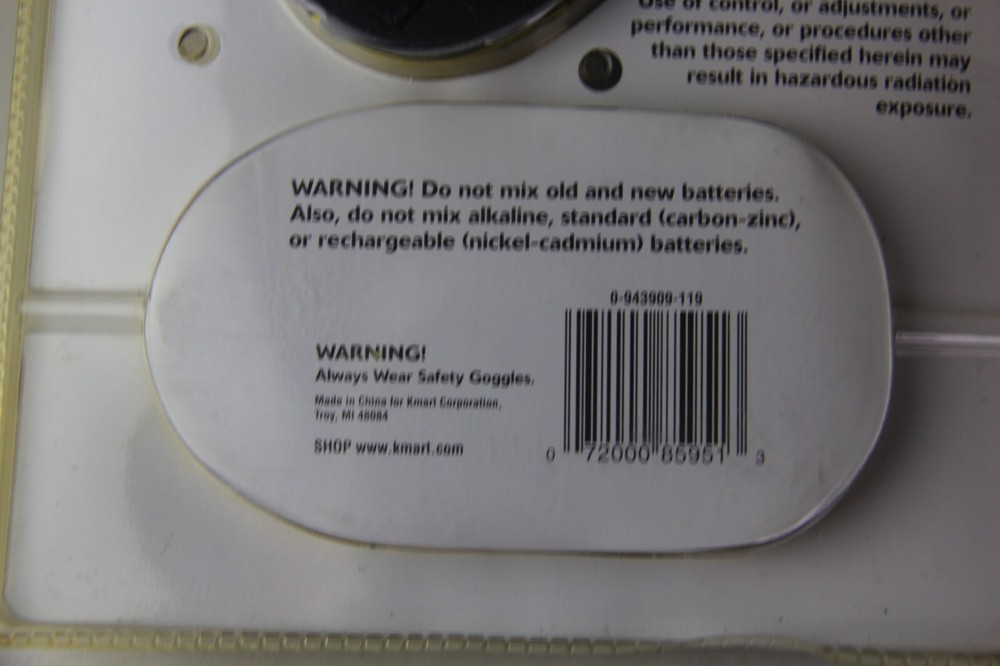 Use of control, or adjustments, or
performance, or procedures other
than those specified herein may
result in hazardous radiation
exposure.
WARNING! Do not mix old and new batteries.
Also, do not mix alkaline, standard (carbon-zinc),
or rechargeable (nickel-cadmium) batteries.
0-943909-119
WARNING!
Always Wear Safety Goggles.
Made in China for Kmart Corporation,
Troy, MI 48084
SHOP www.kmart.com
0 72000 85951 3